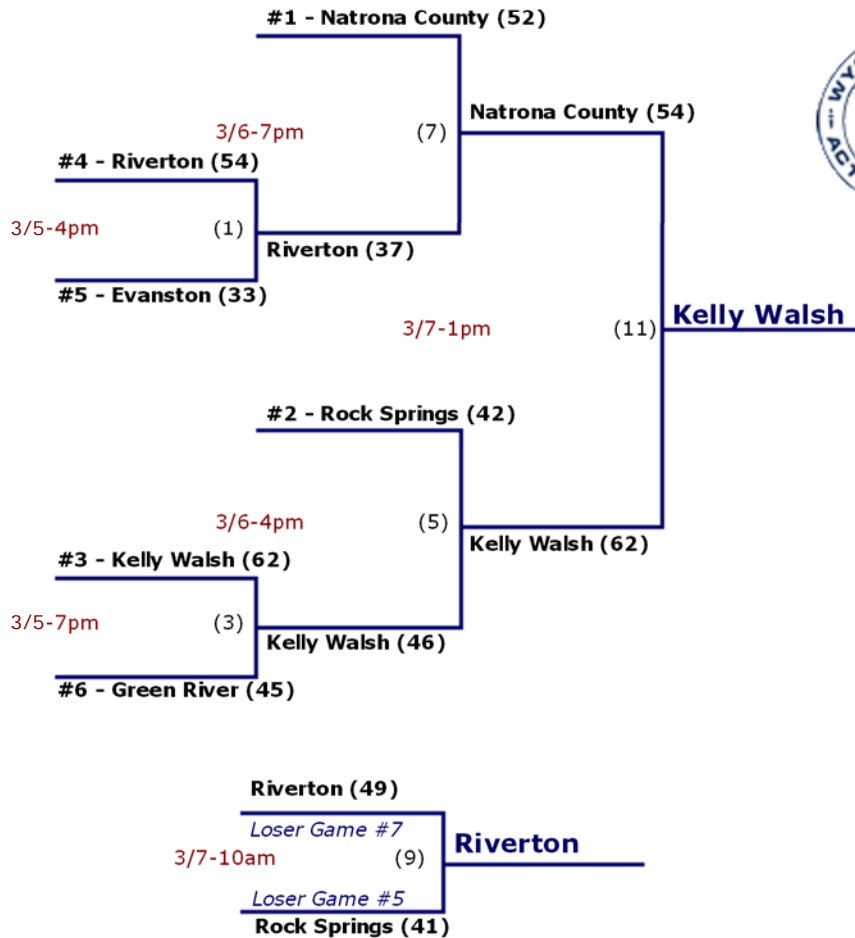 #1 - Natrona County (52)
Natrona County (54)
3/6-7pm
(7)
#4 - Riverton (54)
3/5-4pm
(1)
Riverton (37)
#5 - Evanston (33)
Kelly Walsh
3/7-1pm
(11)
#2 - Rock Springs (42)
3/6-4pm
(5)
Kelly Walsh (62)
#3 - Kelly Walsh (62)
3/5-7pm
(3)
Kelly Walsh (46)
#6 - Green River (45)
Riverton (49)
Loser Game #7
Riverton
3/7-10am
(9)
Loser Game #5
Rock Springs (41)